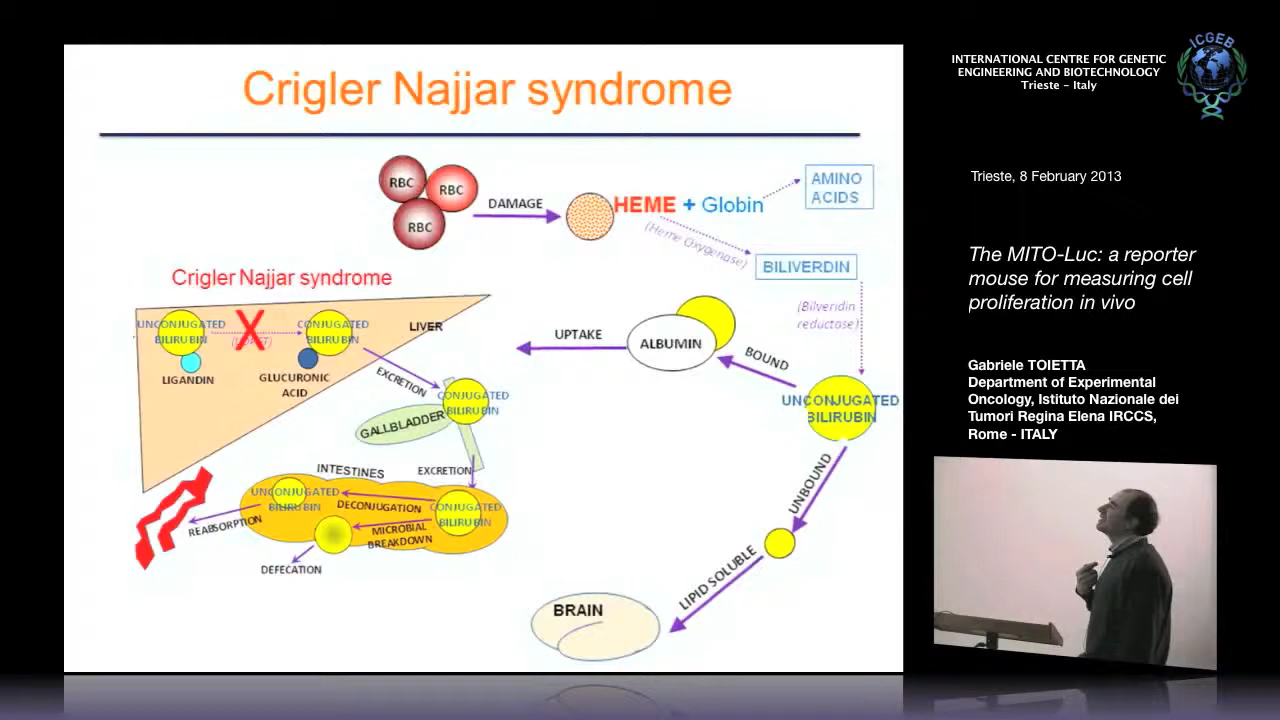 Crigler Najjar syndrome
RBC
RBC
RBC
DAMAGE
HEME + Globin
AMINO
ACIDS
(Heme Oxygenase)
BILIVERDIN
(Bilveridin
reductase)
Crigler Najjar syndrome
UNCONJUGATED
BILIRUBIN
X
CONJUGATED
BILIRUBIN
LIVER
LIGANDIN
GLUCURONIC
ACID
UPTAKE
ALBUMIN
BOUND
UNCONJUGATED
BILIRUBIN
EXCRETION
CONJUGATED
BILIRUBIN
GALLBLADDER
INTESTINES
EXCRETION
UNCONJUGATED
BILIRUBIN
DECONJUGATION
CONJUGATED
BILIRUBIN
MICROBIAL
BREAKDOWN
REABSORPTION
DEFECATION
UNBOUND
LIPID SOLUBLE
BRAIN
ICGEB
INTERNATIONAL CENTRE FOR GENETIC
ENGINEERING AND BIOTECHNOLOGY
Trieste - Italy
Trieste, 8 February 2013
The MITO-Luc: a reporter
mouse for measuring cell
proliferation in vivo
Gabriele TOIETTA
Department of Experimental
Oncology, Istituto Nazionale dei
Tumori Regina Elena IRCCS,
Rome - ITALY